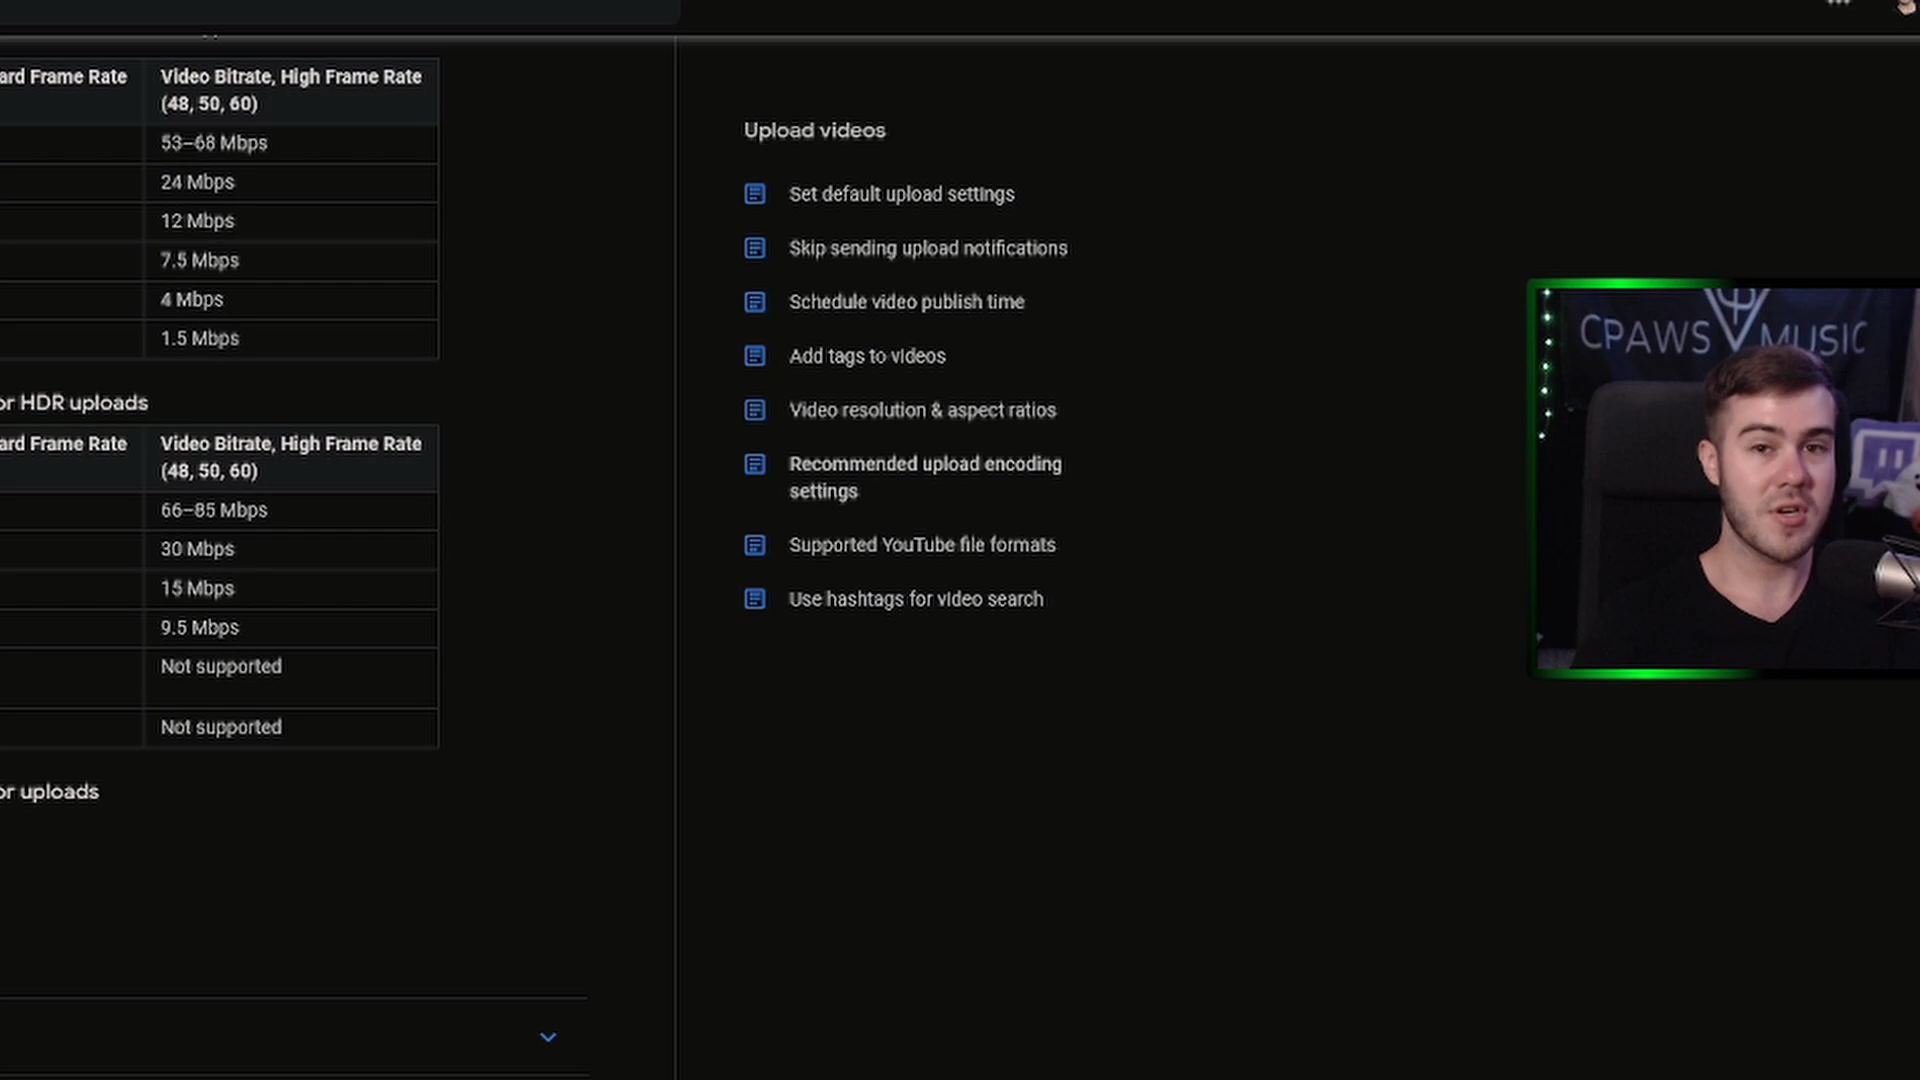 ard Frame Rate
Video Bitrate, High Frame Rate
(48, 50, 60)
53–68 Mbps
24 Mbps
12 Mbps
7.5 Mbps
4 Mbps
1.5 Mbps
or HDR uploads
ard Frame Rate
Video Bitrate, High Frame Rate
(48, 50, 60)
66–85 Mbps
30 Mbps
15 Mbps
9.5 Mbps
Not supported
Not supported
or uploads
Upload videos
Set default upload settings
Skip sending upload notifications
Schedule video publish time
Add tags to videos
Video resolution & aspect ratios
Recommended upload encoding
settings
Supported YouTube file formats
Use hashtags for video search
CPAWS MUSIC